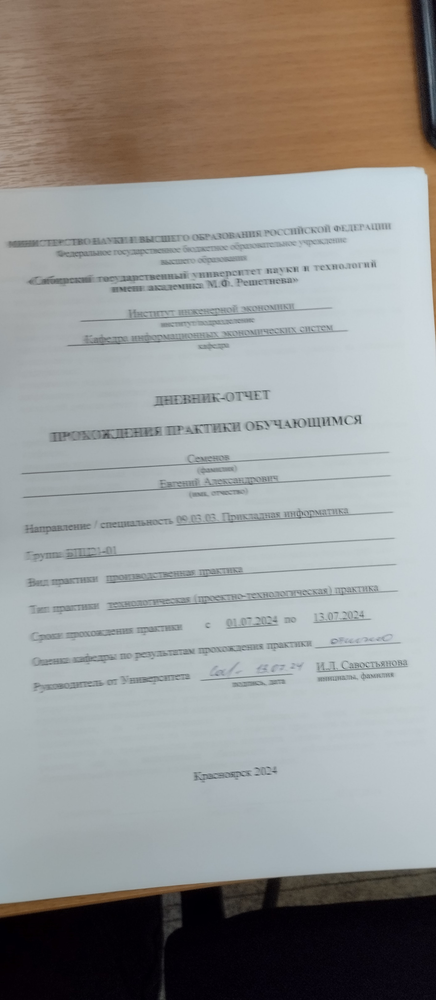 МИНИСТЕРСТВО НАУКИ И ВЫСШЕГО ОБРАЗОВАНИЯ РОССИЙСКОЙ ФЕДЕРАЦИИ
Федеральное государственное бюджетное образовательное учреждение
высшего образования
«Сибирский государственный университет науки и технологий
имени академика М.Ф. Решетнева»
Институт инженерной экономики
институт/подразделение
Кафедра информационных экономических систем
кафедра
ДНЕВНИК-ОТЧЕТ
ПРОХОЖДЕНИЯ ПРАКТИКИ ОБУЧАЮЩИМСЯ
Семенов
(фамилия)
Евгений Александрович
(имя, отчество)
Направление / специальность 09.03.03. Прикладная информатика
Группа
Вид практики производственная практика
Тип практики технологическая (проектно-технологическая) практика
Сроки прохождения практики с 01.07.2024 по 13.07.2024
Оценка кафедры по результатам прохождения практики отлично
Руководитель от Университета 13.07.24 И.Л. Савостьянова
подпись, дата инициалы, фамилия
Красноярск 2024